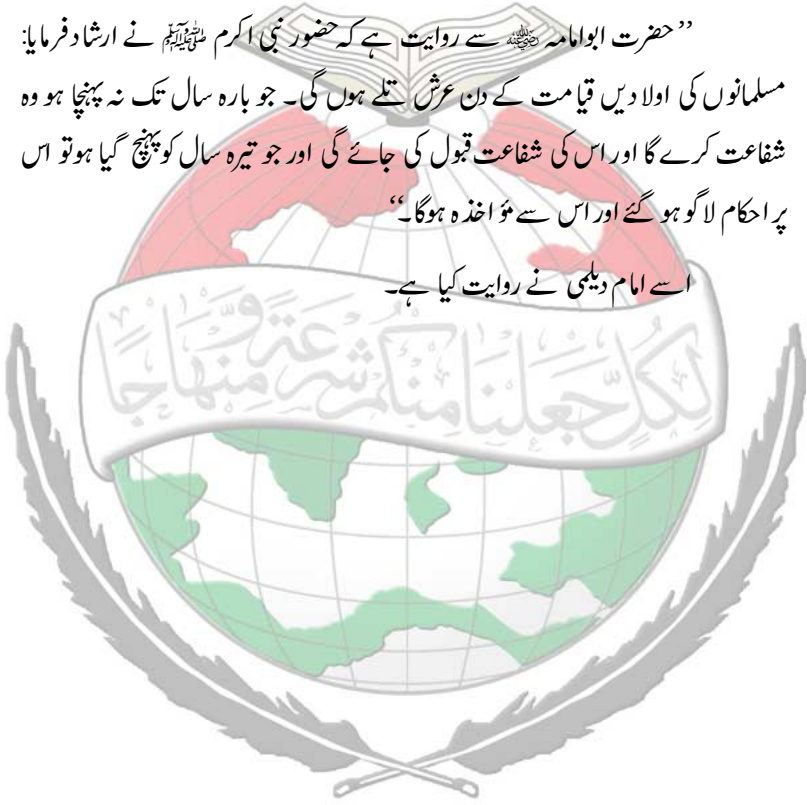 ’’حضرت ابوامامہ رضی اللہ عنہ سے روایت ہے کہ حضور نبی اکرم ﷺ نے ارشاد فرمایا:
مسلمانوں کی اولادیں قیامت کے دن عرش تلے ہوں گی۔ جو بارہ سال تک نہ پہنچا ہو وہ
شفاعت کرے گا اور اس کی شفاعت قبول کی جائے گی اور جو تیرہ سال کو پہنچ گیا ہو تو اس
پر احکام لاگو ہو گئے اور اس سے مؤاخذہ ہوگا۔‘‘
اسے امام دیلمی نے روایت کیا ہے۔
لِكُلٍّ جَعَلْنَا مِنْكُمْ شِرْعَةً وَّمِنْهَاجًا